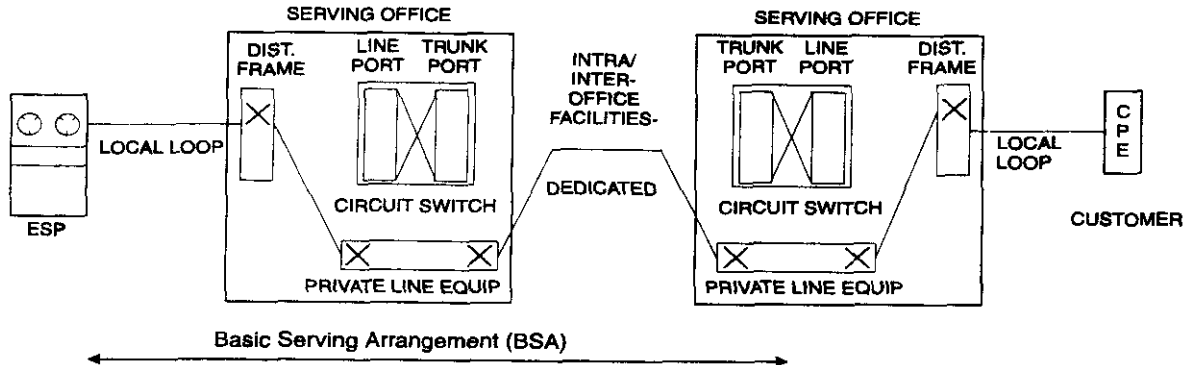 SERVING OFFICE
DIST.
FRAME
LINE
PORT
TRUNK
PORT
CIRCUIT SWITCH
PRIVATE LINE EQUIP
LOCAL LOOP
ESP
INTRA/
INTER-
OFFICE
FACILITIES-
DEDICATED
SERVING OFFICE
TRUNK
PORT
LINE
PORT
DIST.
FRAME
CIRCUIT SWITCH
PRIVATE LINE EQUIP
LOCAL
LOOP
C
P
E
CUSTOMER
Basic Serving Arrangement (BSA)